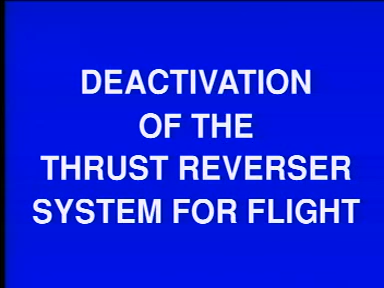 DEACTIVATION
OF THE
THRUST REVERSER
SYSTEM FOR FLIGHT